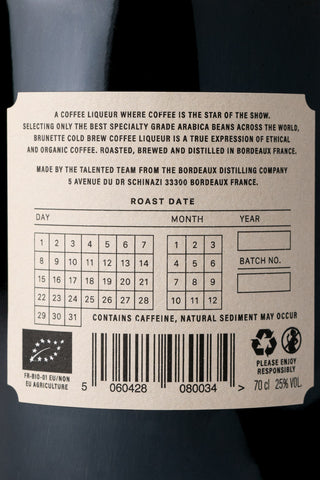 A COFFEE LIQUEUR WHERE COFFEE IS THE STAR OF THE SHOW.
SELECTING ONLY THE BEST SPECIALTY GRADE ARABICA BEANS ACROSS THE WORLD,
BRUNETTE COLD BREW COFFEE LIQUEUR IS A TRUE EXPRESSION OF ETHICAL
AND ORGANIC COFFEE. ROASTED, BREWED AND DISTILLED IN BORDEAUX FRANCE.
MADE BY THE TALENTED TEAM FROM THE BORDEAUX DISTILLING COMPANY
5 AVENUE DU DR SCHINAZI 33300 BORDEAUX FRANCE.
ROAST DATE
DAY MONTH YEAR
1 2 3 4 5 6 7 1 2 3
8 9 10 11 12 13 14 4 5 6
BATCH NO.
15 16 17 18 19 20 21 7 8 9
22 23 24 25 26 27 28 10 11 12
29 30 31 CONTAINS CAFFEINE, NATURAL SEDIMENT MAY OCCUR
PLEASE ENJOY
RESPONSIBLY
FR-BIO-01 EU/NON
EU AGRICULTURE
5 060428 080034 >
70 cl 25% VOL.